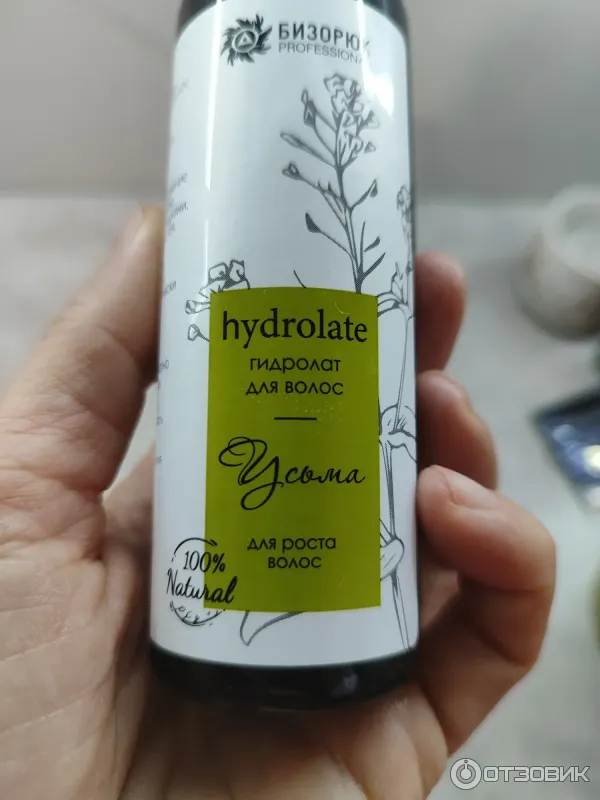 БИЗОРЮК
PROFESSIONAL
hydrolate
гидролат
для волос
Усьма
для роста
волос
100%
Natural
ОТЗОВИК